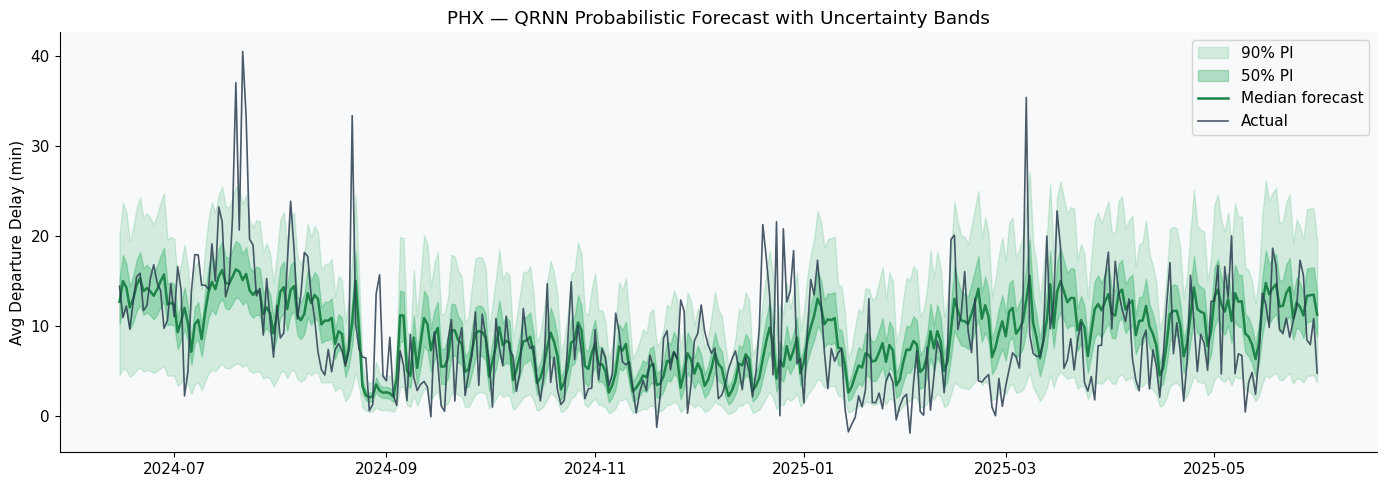 PHX — QRNN Probabilistic Forecast with Uncertainty Bands
90% PI
50% PI
Median forecast
Actual
Avg Departure Delay (min)
40
30
20
10
0
2024-07
2024-09
2024-11
2025-01
2025-03
2025-05